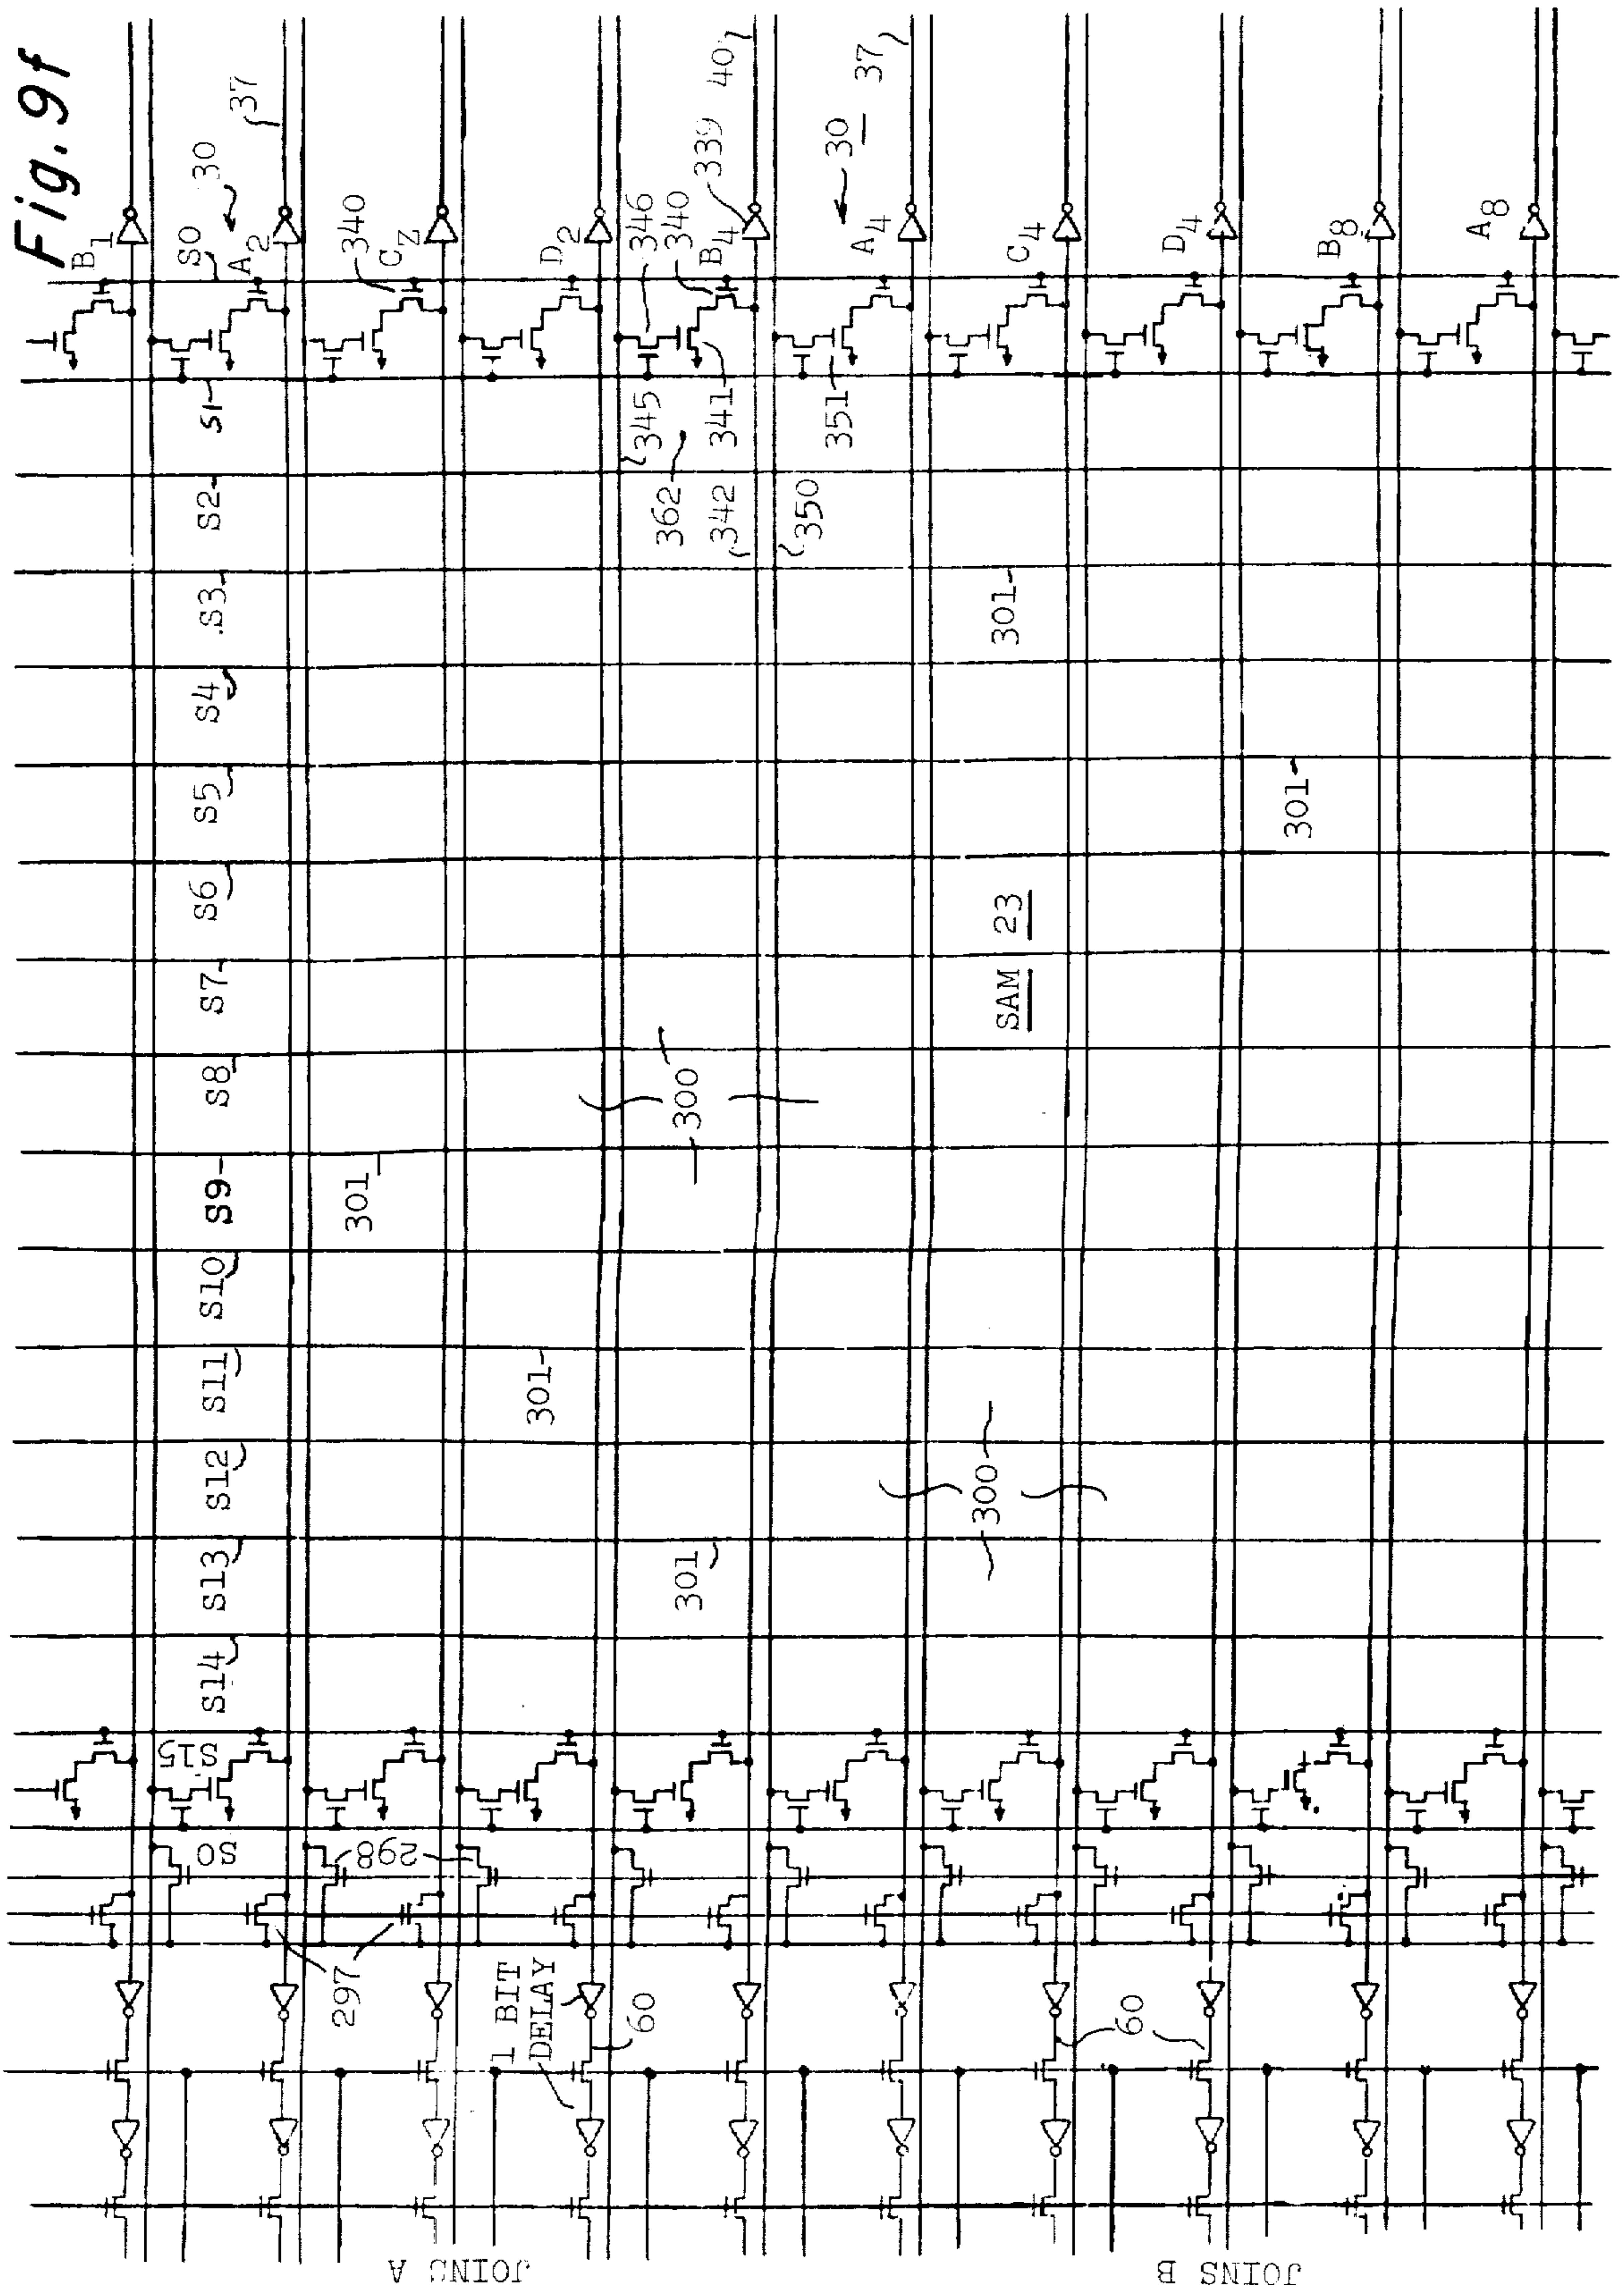 Fig. 9f
B1
S0
30
A2
37
340
CZ
D2
346
340
B4
339
40
30
37
A4
C4
D4
B8
A8
S1
345
362
341
351
342
350
S2
S3
301
S4
S5
301
S6
SAM 23
S7
S8
300
S9
301
S10
S11
301
S12
300
S13
301
S14
S15
S0
298
297
1 BIT
DELAY
60
60
JOINS A
JOINS B